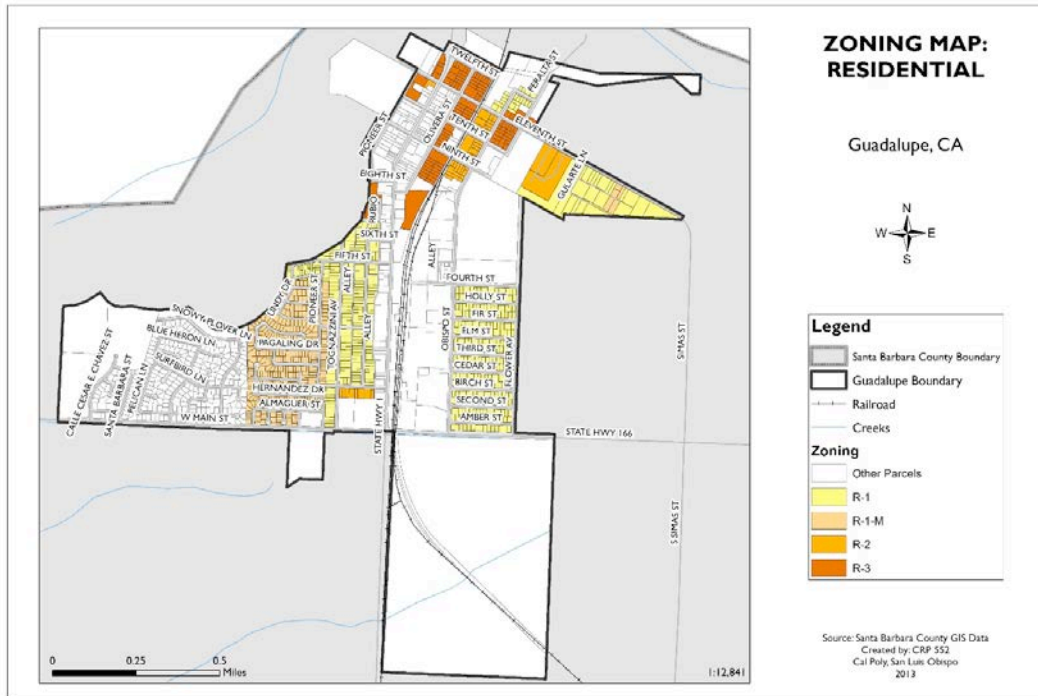 ZONING MAP:
RESIDENTIAL
Guadalupe, CA
N
W E
S
TWELFTH ST
PERALTA ST
OLIVERA ST
PIONEER ST
TENTH ST
ELEVENTH ST
NINTH ST
GULARTE LN
EIGHTH ST
RUBIO
SIXTH ST
FIFTH ST
ALLEY
ALLEY
ALLEY
FOURTH ST
LINDY DR
PIONEER ST
HOLLY ST
FIR ST
OBISPO ST
ELM ST
THIRD ST
FLOWER AV
CEDAR ST
BIRCH ST
SECOND ST
AMBER ST
SIMAS ST
SNOWY PLOVER LN
BLUE HERON LN
PAGALING DR
TOGNAZZINI AV
SURFBIRD LN
HERNANDEZ DR
CALLE CESAR E. CHAVEZ ST
SANTA BARBARA ST
PELICAN LN
ALMAGUER ST
W MAIN ST
STATE HWY 1
STATE HWY 166
S SIMAS ST
0 0.25 0.5
Miles
1:12,841
Legend
Santa Barbara County Boundary
Guadalupe Boundary
Railroad
Creeks
Zoning
Other Parcels
R-1
R-1-M
R-2
R-3
Source: Santa Barbara County GIS Data
Created by: CRP 552
Cal Poly, San Luis Obispo
2013